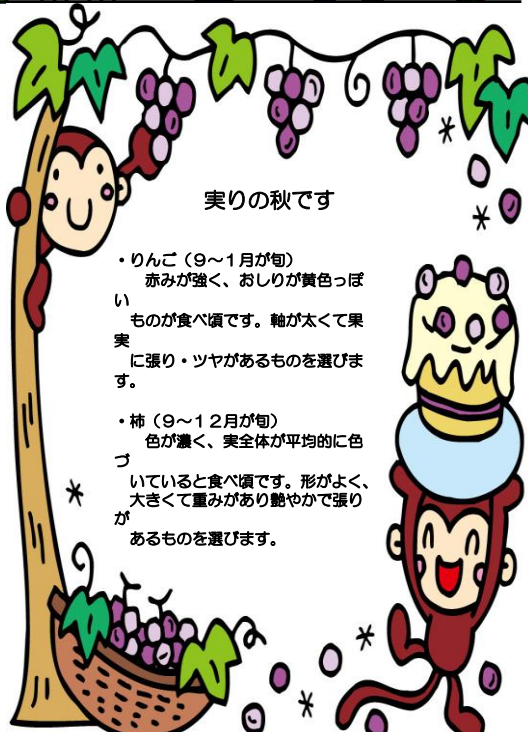 実りの秋です
・りんご（９～１月が旬）
赤みが強く、おしりが黄色っぽ
い
ものが食べ頃です。軸が太くて果
実
に張り・ツヤがあるものを選びま
す。
・柿（９～１２月が旬）
色が濃く、実全体が平均的に色
づ
いていると食べ頃です。形がよく、
大きくて重みがあり艶やかで張り
が
あるものを選びます。